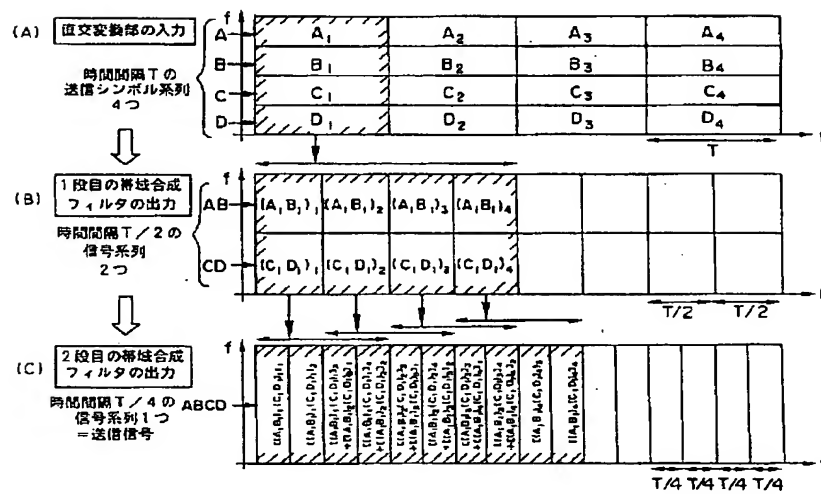 (A)
直交変換部の入力
時間間隔Tの
送信シンボル系列
4つ
f
A
B
C
D
A₁ A₂ A₃ A₄
B₁ B₂ B₃ B₄
C₁ C₂ C₃ C₄
D₁ D₂ D₃ D₄
T
(B)
1段目の帯域合成
フィルタの出力
時間間隔T/2の
信号系列
2つ
f
AB
CD
(A₁B₁)₁ (A₁B₁)₂ (A₁B₁)₃ (A₁B₁)₄
(C₁D₁)₁ (C₁D₁)₂ (C₁D₁)₃ (C₁D₁)₄
T/2 T/2
(C)
2段目の帯域合成
フィルタの出力
時間間隔T/4の
信号系列1つ
=送信信号
f
ABCD
T/4 T/4 T/4 T/4